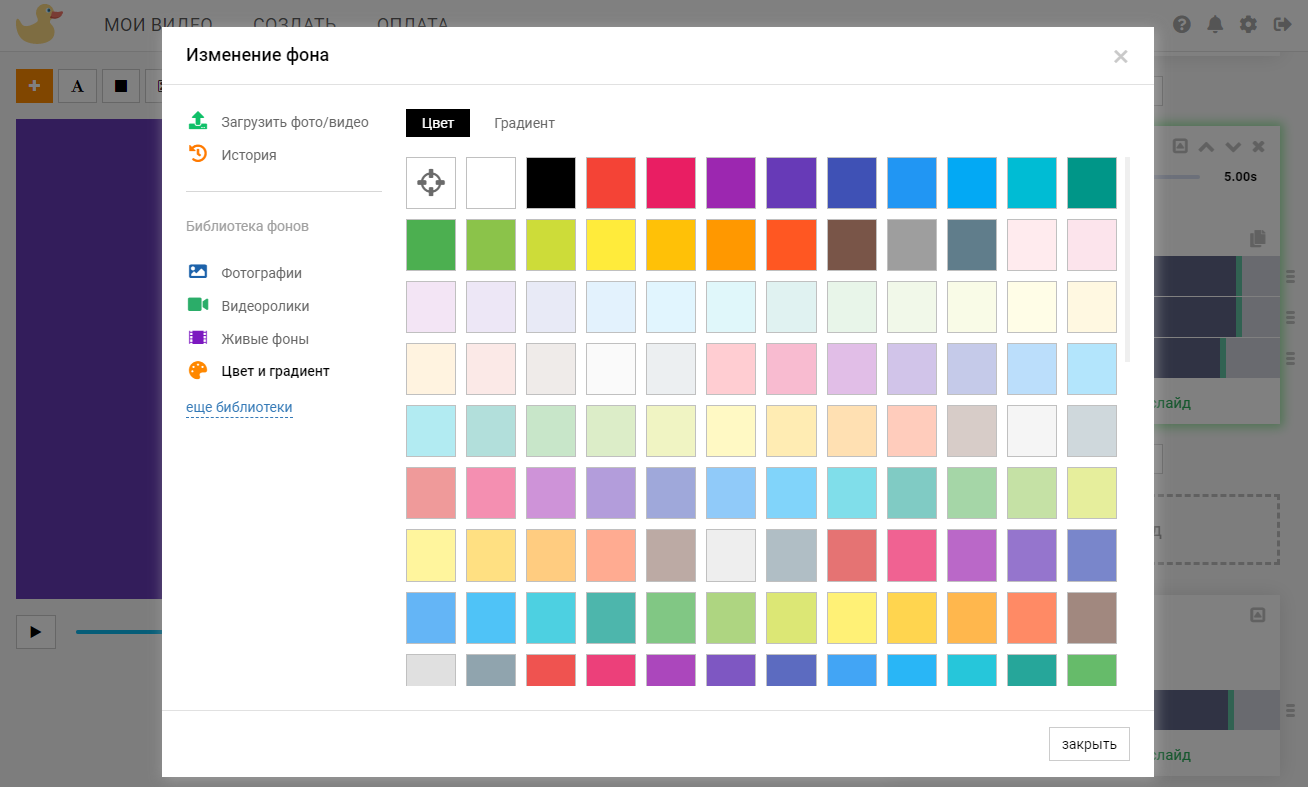 МОИ ВИДЕО СОЗДАТЬ ОПЛАТА
Изменение фона
A
Загрузить фото/видео
История
Библиотека фонов
Фотографии
Видеоролики
Живые фоны
Цвет и градиент
еще библиотеки
Цвет Градиент
5.00s
слайд
слайд
закрыть